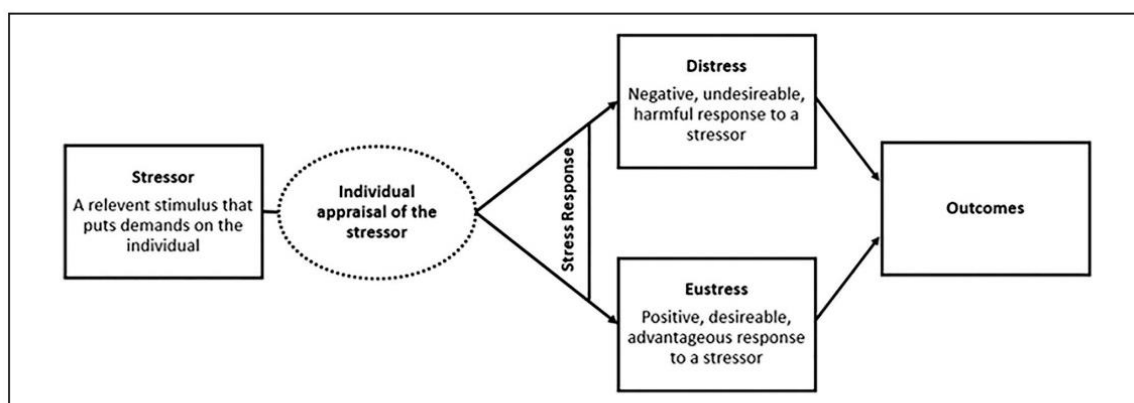 Stressor
A relevent stimulus that
puts demands on the
individual
Individual
appraisal of the
stressor
Stress Response
Distress
Negative, undesireable,
harmful response to a
stressor
Eustress
Positive, desireable,
advantageous response
to a stressor
Outcomes